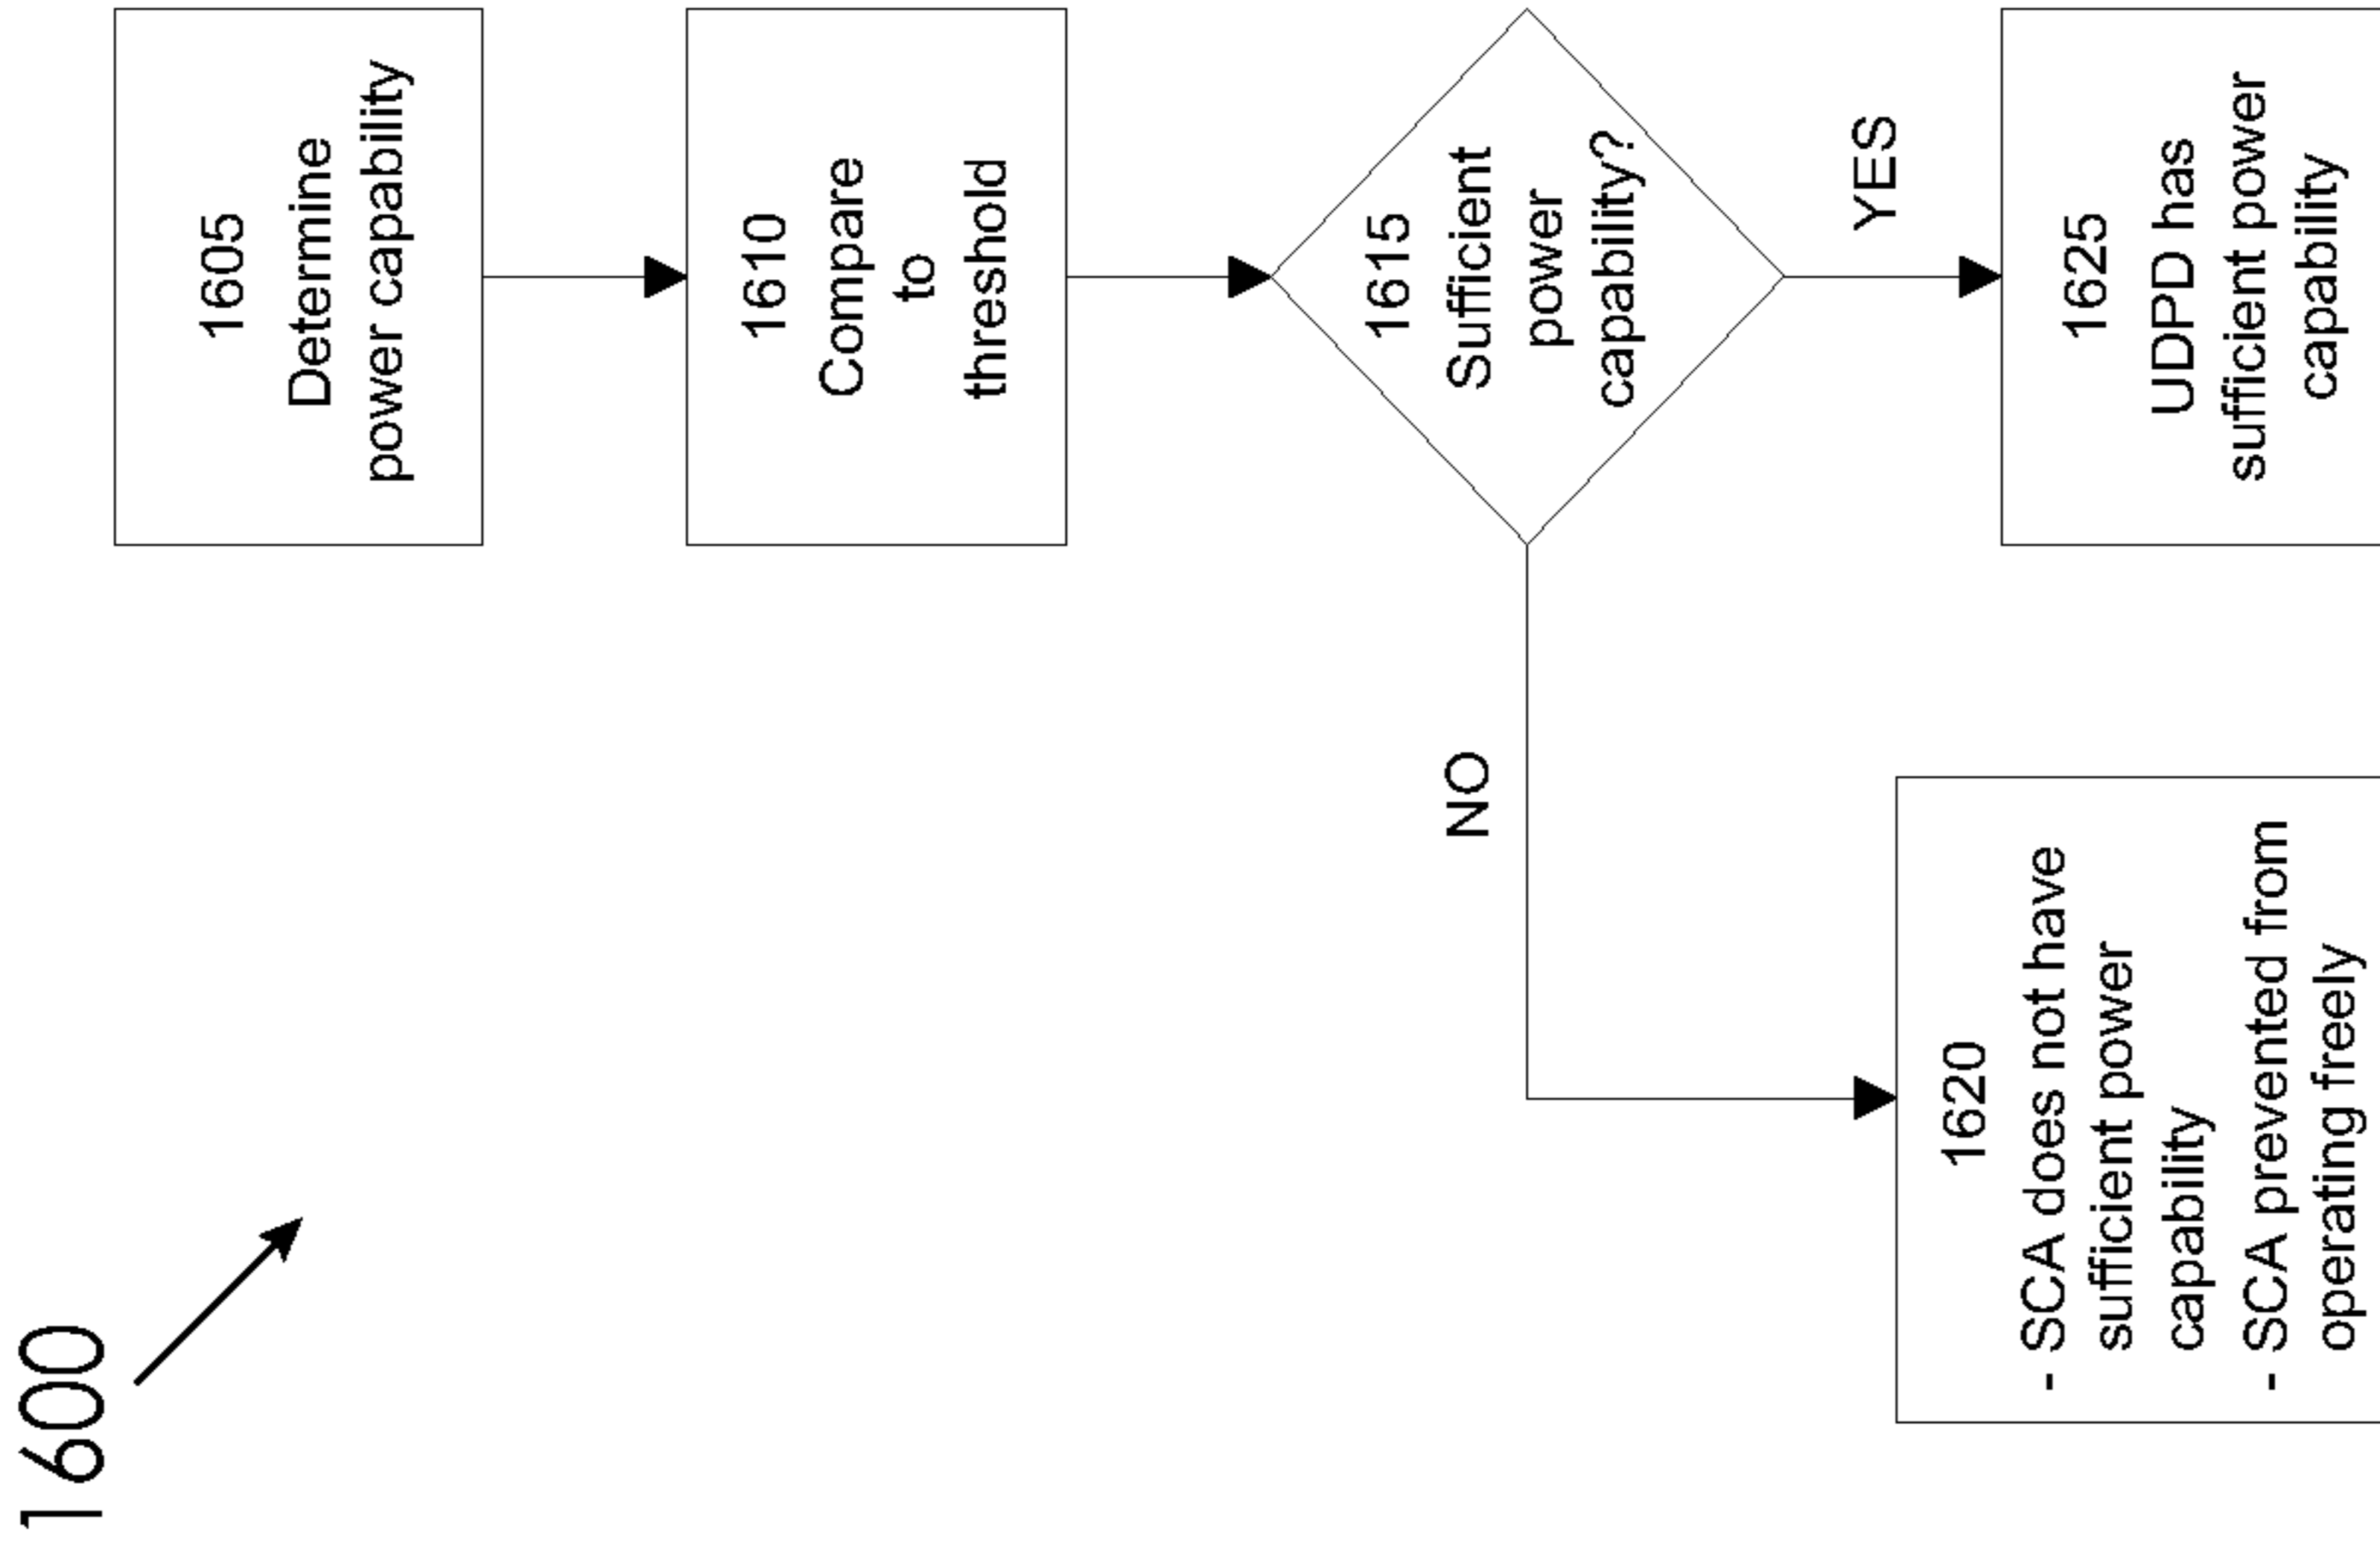 1600
1605
Determine
power capability
1610
Compare
to
threshold
1615
Sufficient
power
capability?
NO
YES
1620
- SCA does not have
sufficient power
capability
- SCA prevented from
operating freely
1625
UDPD has
sufficient power
capability